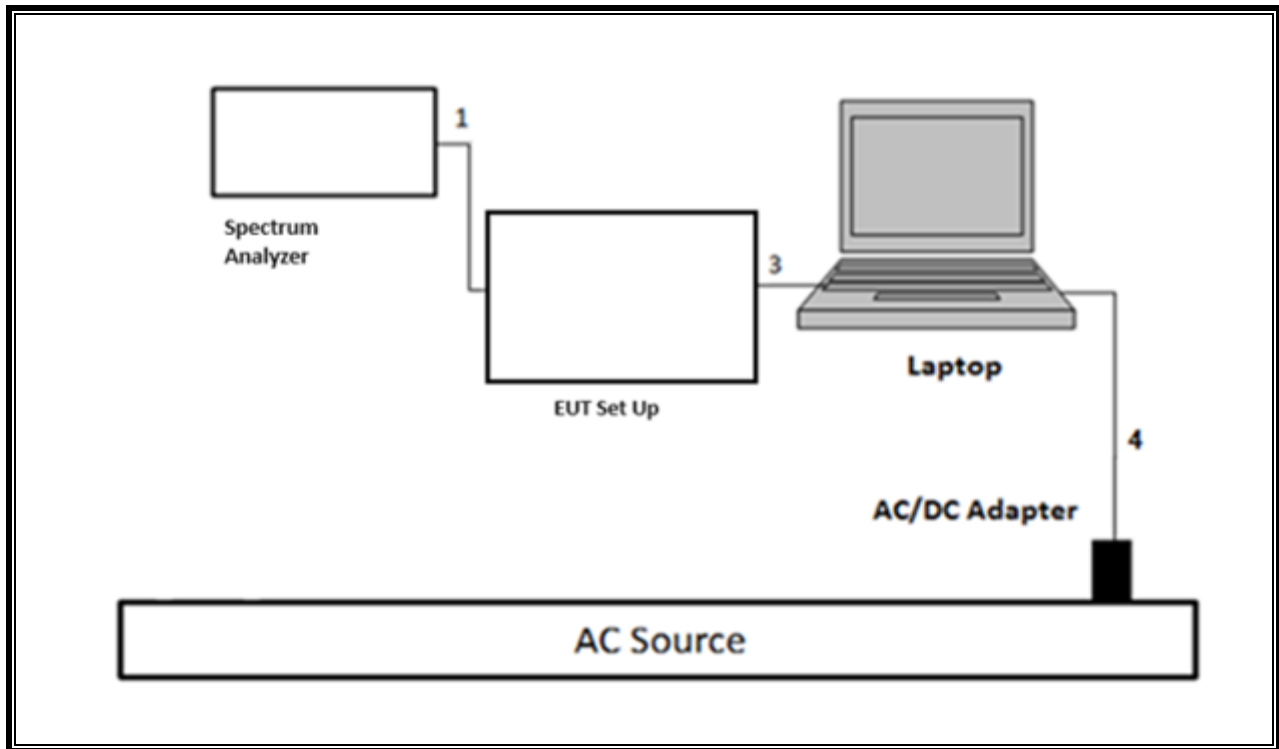 1
Spectrum
Analyzer
3
EUT Set Up
Laptop
4
AC/DC Adapter
AC Source